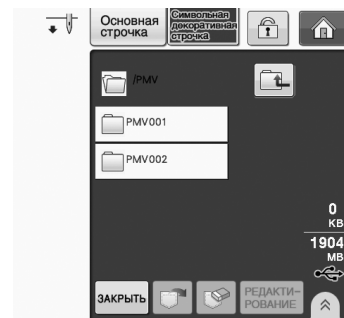 Основная
строчка
Символьная
декоративная
строчка
/PMV
PMV001
PMV002
0
KB
1904
MB
ЗАКРЫТЬ
РЕДАКТИ-
РОВАНИЕ